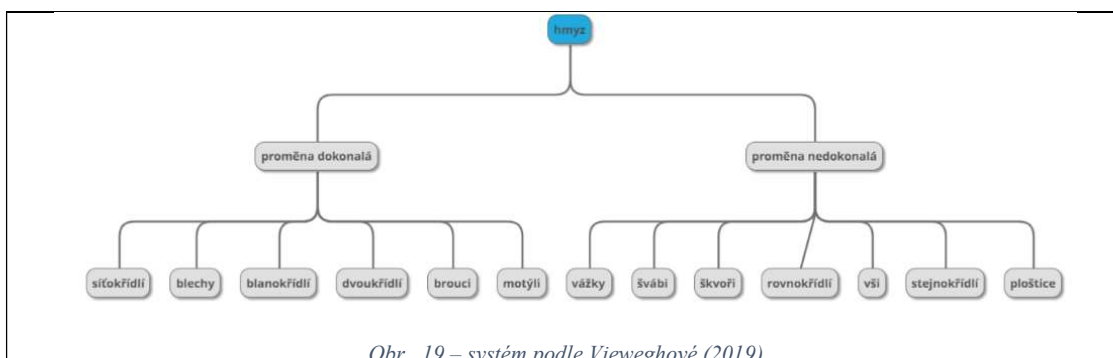 hmyz
proměna dokonalá proměna nedokonalá
síťokřídlí blechy blanokřídlí dvoukřídlí brouci motýli vážky švábi škvoři rovnokřídlí vši stejnokřídlí ploštice
Obr. 19 – systém podle Vieweghové (2019)